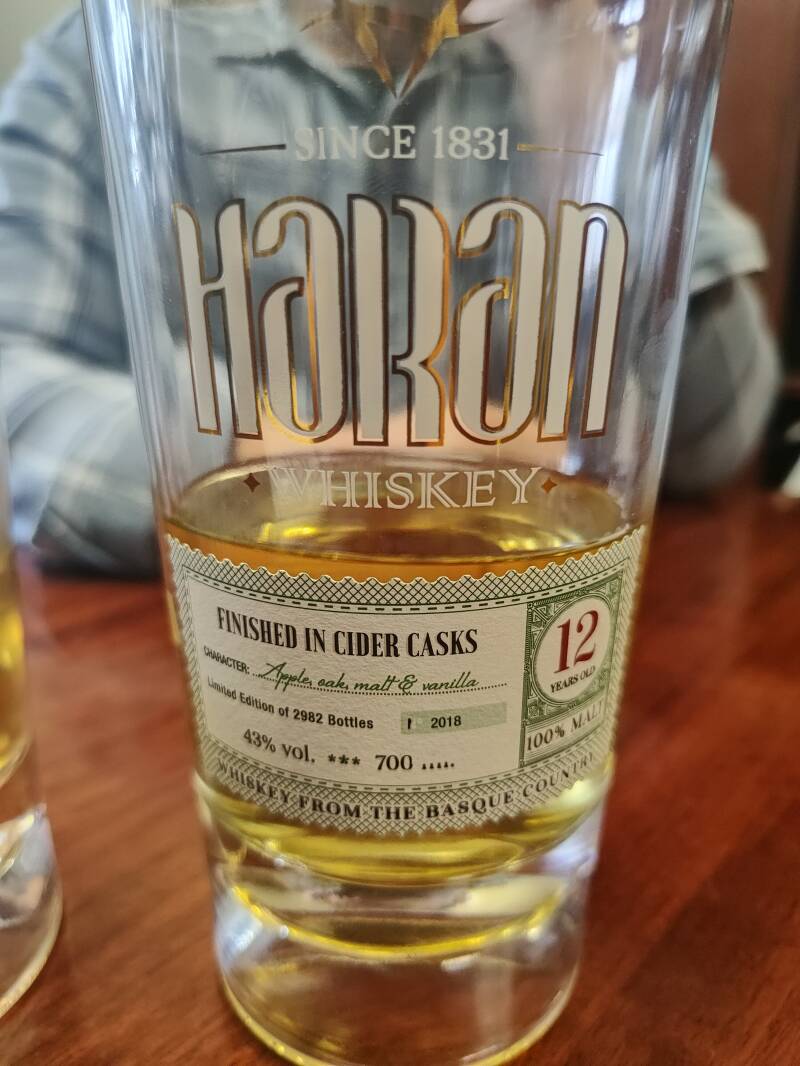 SINCE 1831
HARAN
WHISKEY
FINISHED IN CIDER CASKS
CHARACTER: Apple, oak, malt & vanilla
Limited Edition of 2982 Bottles 2018
43% vol. *** 700
12
YEARS OLD
100% MALT
WHISKEY FROM THE BASQUE COUNTRY